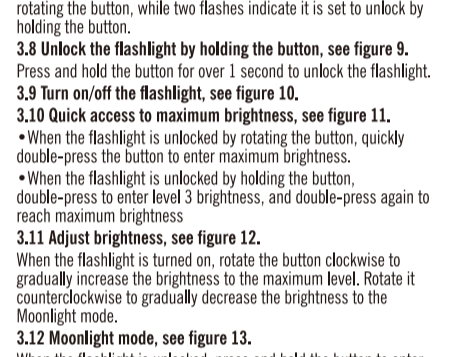 rotating the button, while two flashes indicate it is set to unlock by
holding the button.
3.8 Unlock the flashlight by holding the button, see figure 9.
Press and hold the button for over 1 second to unlock the flashlight.
3.9 Turn on/off the flashlight, see figure 10.
3.10 Quick access to maximum brightness, see figure 11.
•When the flashlight is unlocked by rotating the button, quickly
double-press the button to enter maximum brightness.
•When the flashlight is unlocked by holding the button,
double-press to enter level 3 brightness, and double-press again to
reach maximum brightness
3.11 Adjust brightness, see figure 12.
When the flashlight is turned on, rotate the button clockwise to
gradually increase the brightness to the maximum level. Rotate it
counterclockwise to gradually decrease the brightness to the
Moonlight mode.
3.12 Moonlight mode, see figure 13.